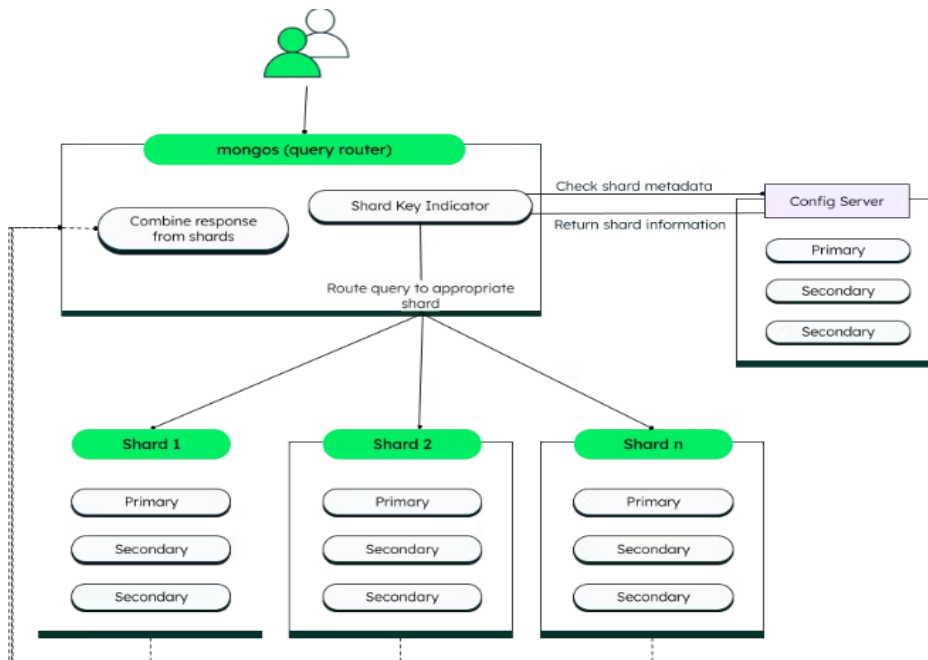 mongos (query router)
Combine response
from shards
Shard Key Indicator
Check shard metadata
Return shard information
Config Server
Primary
Secondary
Secondary
Route query to appropriate
shard
Shard 1
Primary
Secondary
Secondary
Shard 2
Primary
Secondary
Secondary
Shard n
Primary
Secondary
Secondary